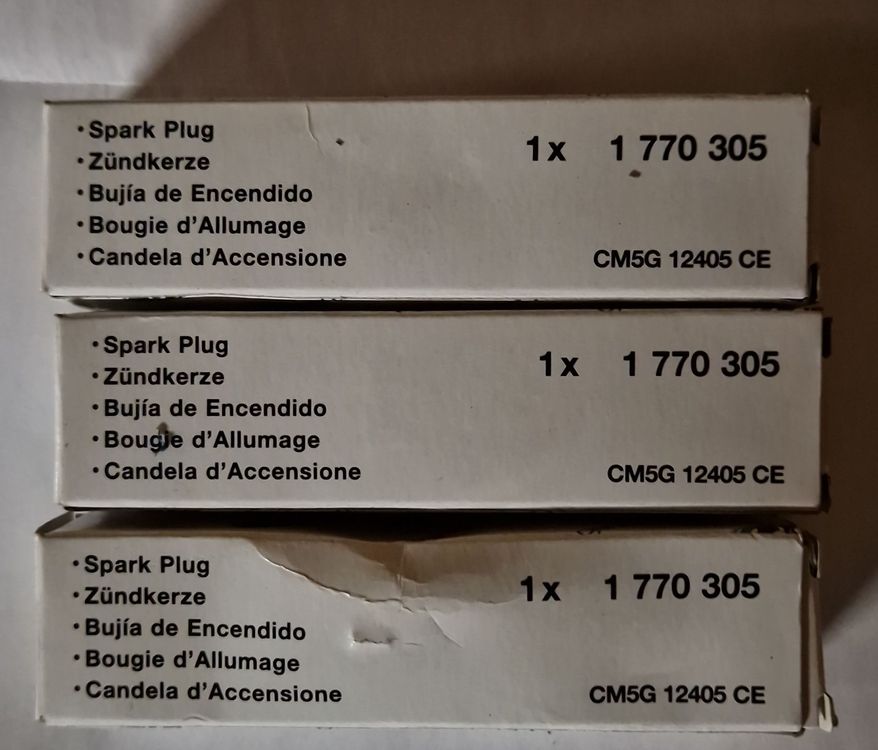 · Spark Plug
1x 1 770 305
· Zündkerze
· Bujía de Encendido
· Bougie d'Allumage
· Candela d'Accensione
CM5G 12405 CE
· Spark Plug
1x 1 770 305
· Zündkerze
· Bujía de Encendido
· Bougie d'Allumage
· Candela d'Accensione
CM5G 12405 CE
· Spark Plug
1x 1 770 305
· Zündkerze
· Bujía de Encendido
· Bougie d'Allumage
· Candela d'Accensione
CM5G 12405 CE